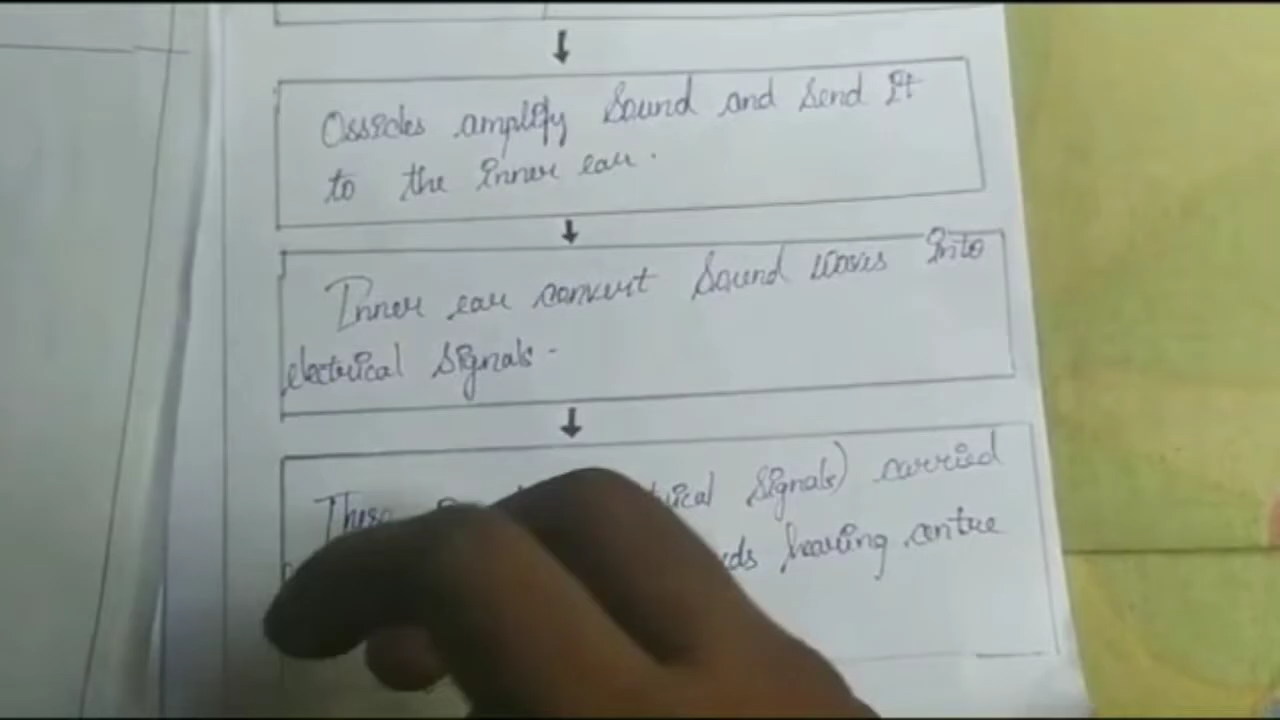 Ossicles amplify sound and send it
to the inner ear.
Inner ear convert sound waves into
electrical signals.
These signals) carried
hearing centre